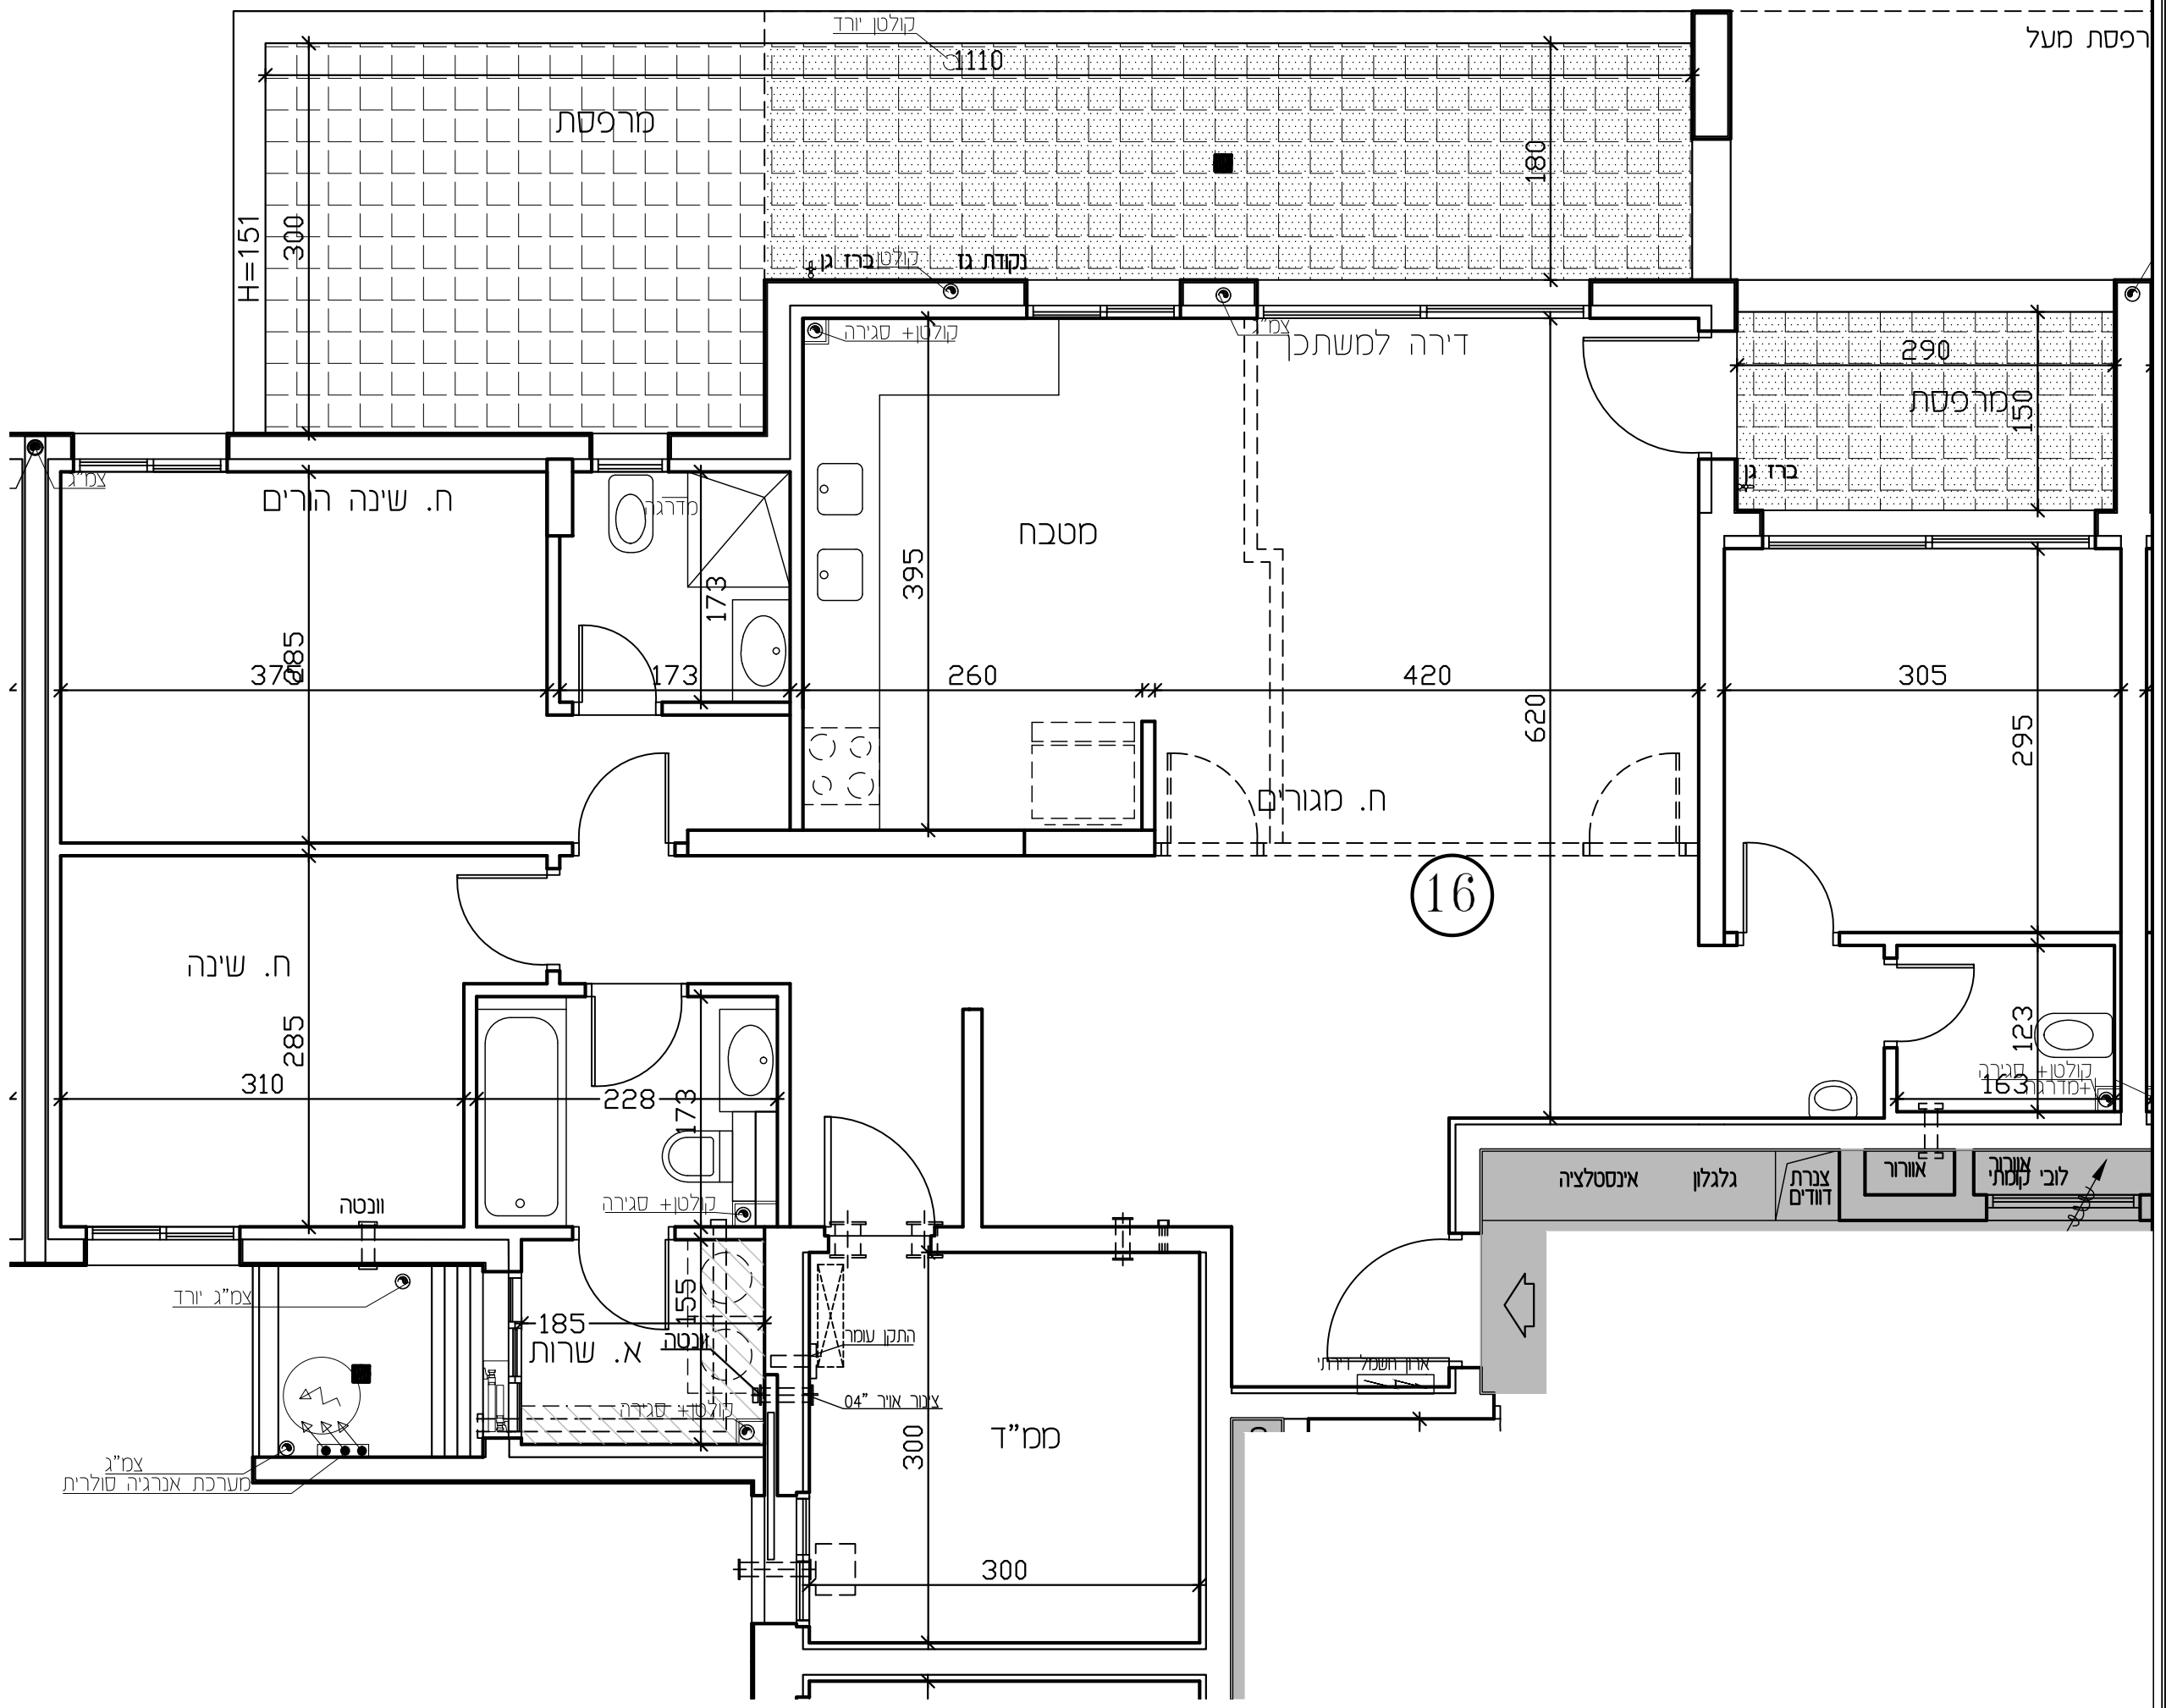 קולטן יורד
רפסת מעל
1110
מרפסת
180
H=151
300
ברז גן
קולטן
נקודת גז
קולטן+ סגירה
צמ"ג
דירה למשתכן
290
מרפסת
150
ברז גן
צמ"ג
ח. שינה הורים
מדרגה
מטבח
395
173
285
375
173
260
420
305
620
295
ח. מגורים
16
ח. שינה
285
310
228
173
123
קולטן+ סגירה
+מדרגה
163
וונטה
קולטן+ סגירה
אינסטלציה
גלגלון
צנרת
דוודים
אוורור
אוורור
לובי קומתי
צמ"ג יורד
185
155
א. שרות
וונטה
התקן עומר
ארון חשמל דירתי
צינור אויר "04
קולטן+ סגירה
ממ"ד
300
צמ"ג
מערכת אנרגיה סולרית
300